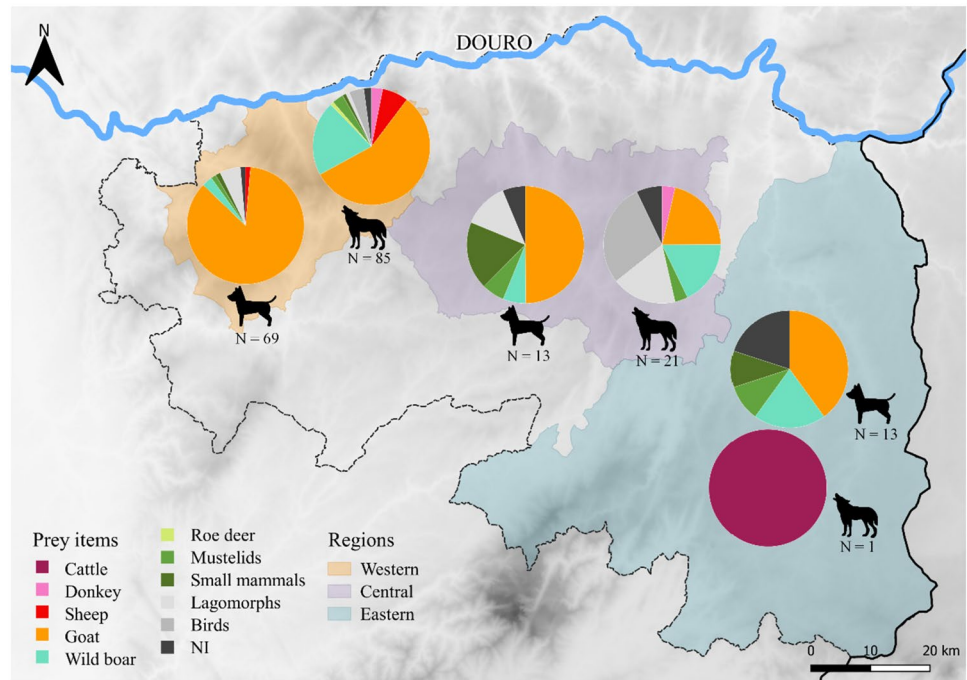 N
DOURO
N = 85
N = 69
N = 13
N = 21
N = 13
N = 1
Prey items
Cattle
Donkey
Sheep
Goat
Wild boar
Roe deer
Mustelids
Small mammals
Lagomorphs
Birds
NI
Regions
Western
Central
Eastern
0 10 20 km